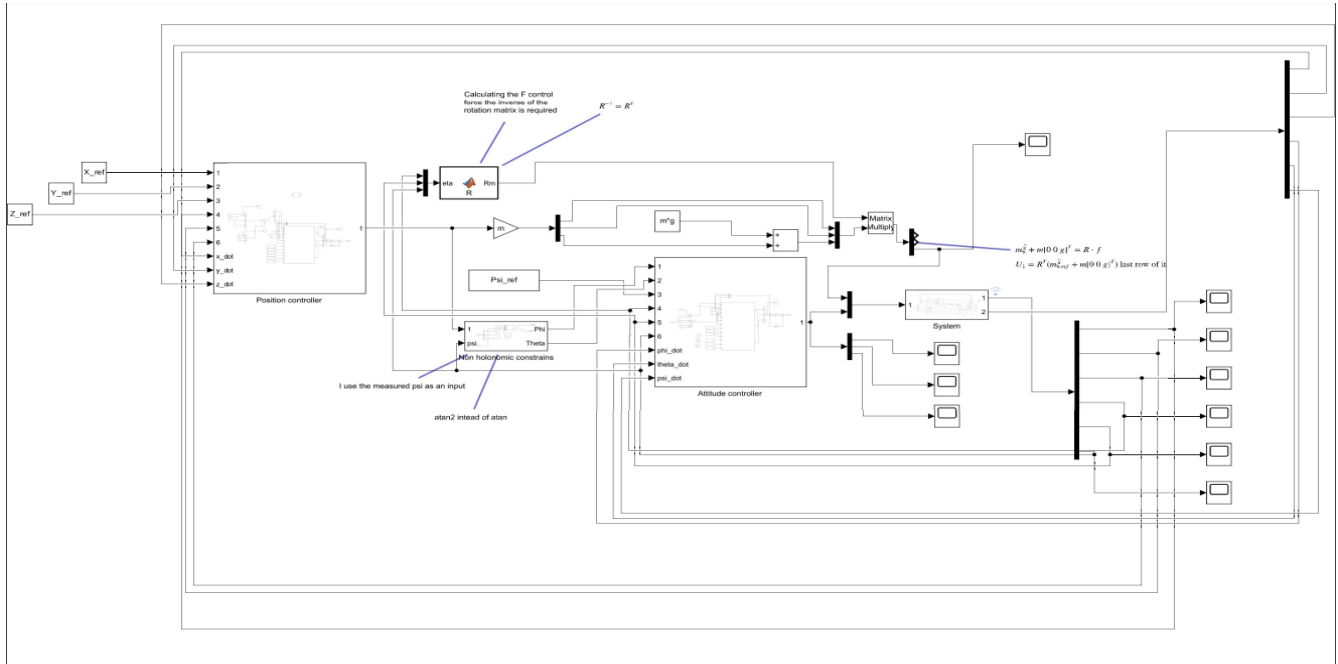 Calculating the F control
force the inverse of the
rotation matrix is required
R⁻¹ = Rᵀ
X_ref
Y_ref
Z_ref
1
2
3
4
5
6
x_dot
y_dot
z_dot
1
Position controller
eta
R
Rm
m
m*g
+
+
Matrix
Multiply
mξ̈ + m[0 0 g]ᵀ = R · f
U₁ = Rᵀ(mξ̈ref + m[0 0 g]ᵀ) last row of it
Psi_ref
1
psi
Phi
Theta
Non holonomic constrains
I use the measured psi as an input
atan2 intead of atan
1
2
3
4
5
6
phi_dot
theta_dot
psi_dot
1
Attitude controller
1
1
2
System